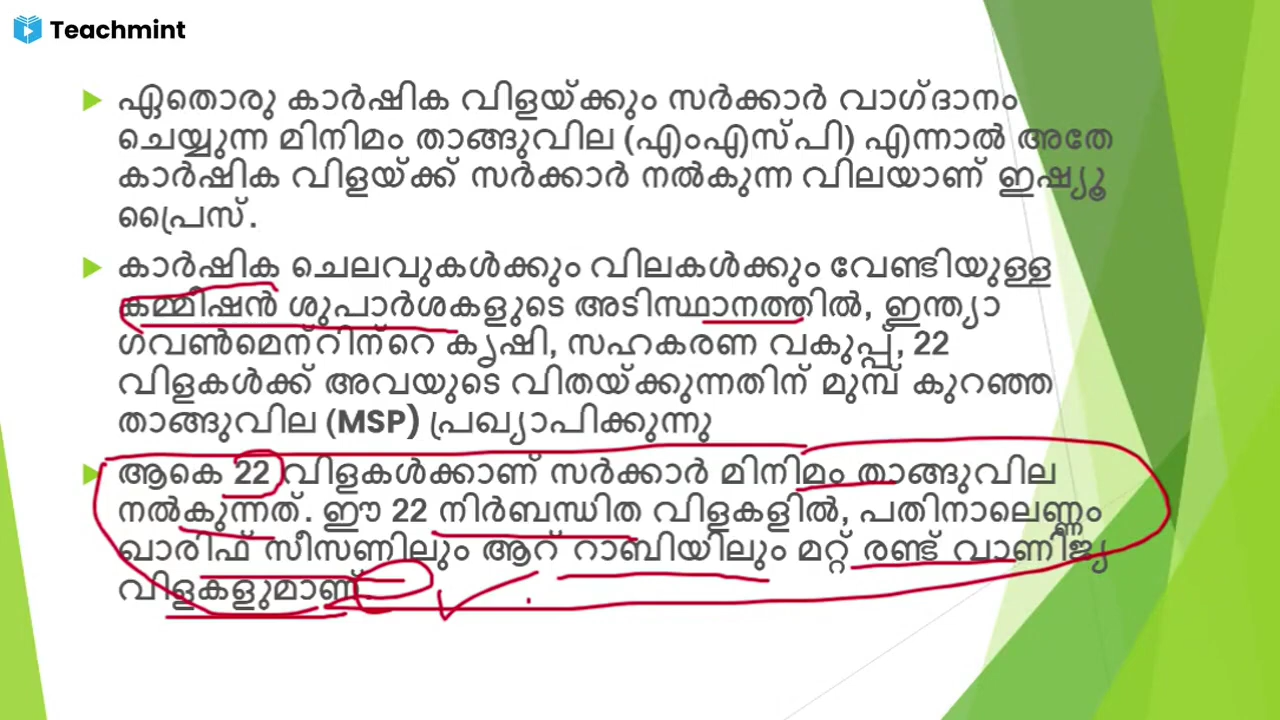 Teachmint
ഏതൊരു കാർഷിക വിളയ്ക്കും സർക്കാർ വാഗ്ദാനം
ചെയ്യുന്ന മിനിമം താങ്ങുവില (എംഎസ്പി) എന്നാൽ അതേ
കാർഷിക വിളയ്ക്ക് സർക്കാർ നൽകുന്ന വിലയാണ് ഇഷ്യൂ
പ്രൈസ്.
കാർഷിക ചെലവുകൾക്കും വിലകൾക്കും വേണ്ടിയുള്ള
കമ്മീഷൻ ശുപാർശകളുടെ അടിസ്ഥാനത്തിൽ, ഇന്ത്യാ
ഗവൺമെന്റിന്റെ കൃഷി, സഹകരണ വകുപ്പ്, 22
വിളകൾക്ക് അവയുടെ വിതയ്ക്കുന്നതിന് മുമ്പ് കുറഞ്ഞ
താങ്ങുവില (MSP) പ്രഖ്യാപിക്കുന്നു
ആകെ 22 വിളകൾക്കാണ് സർക്കാർ മിനിമം താങ്ങുവില
നൽകുന്നത്. ഈ 22 നിർബന്ധിത വിളകളിൽ, പതിനാലെണ്ണം
ഖാരിഫ് സീസണിലും ആറ് റാബിയിലും മറ്റ് രണ്ട് വാണിജ്യ
വിളകളുമാണ്.